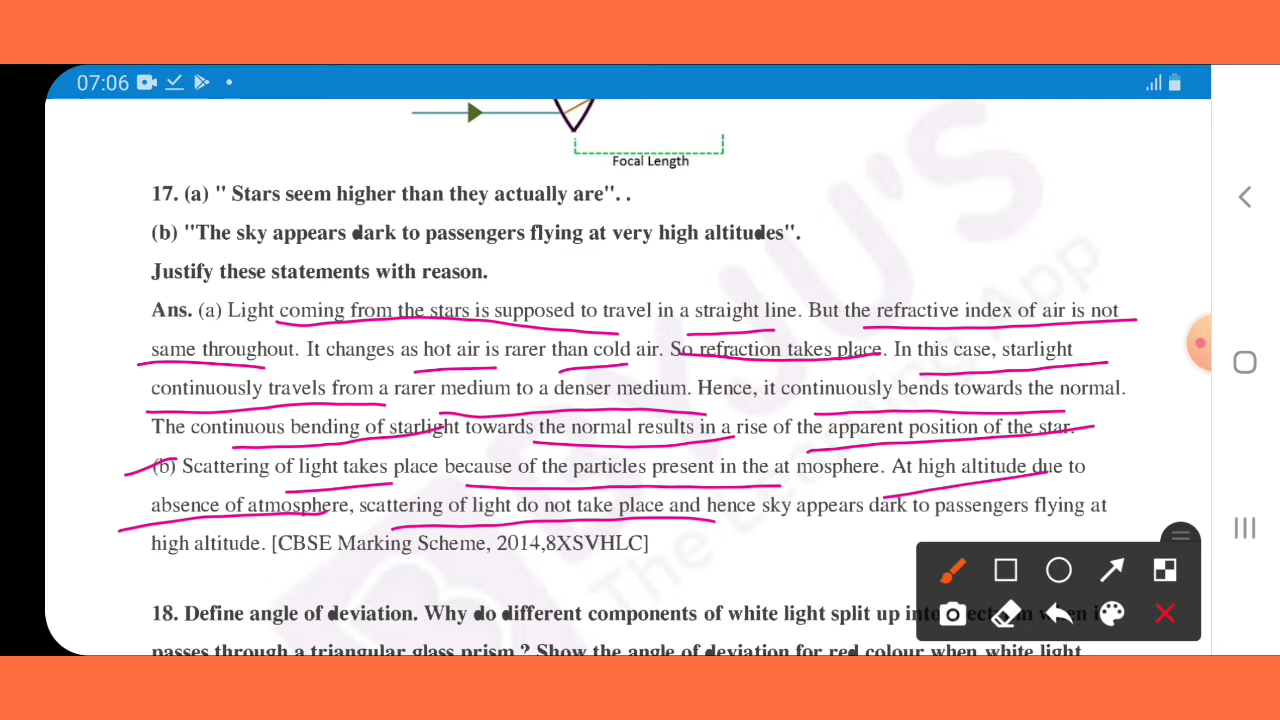 07:06
Focal Length
17. (a) " Stars seem higher than they actually are". .
(b) "The sky appears dark to passengers flying at very high altitudes".
Justify these statements with reason.
Ans. (a) Light coming from the stars is supposed to travel in a straight line. But the refractive index of air is not
same throughout. It changes as hot air is rarer than cold air. So refraction takes place. In this case, starlight
continuously travels from a rarer medium to a denser medium. Hence, it continuously bends towards the normal.
The continuous bending of starlight towards the normal results in a rise of the apparent position of the star.
(b) Scattering of light takes place because of the particles present in the at mosphere. At high altitude due to
absence of atmosphere, scattering of light do not take place and hence sky appears dark to passengers flying at
high altitude. [CBSE Marking Scheme, 2014,8XSVHLC]
18. Define angle of deviation. Why do different components of white light split up into
passes through a triangular glass prism ? Show the angle of deviation for red colour when white light
BYJU'S
The Learning App